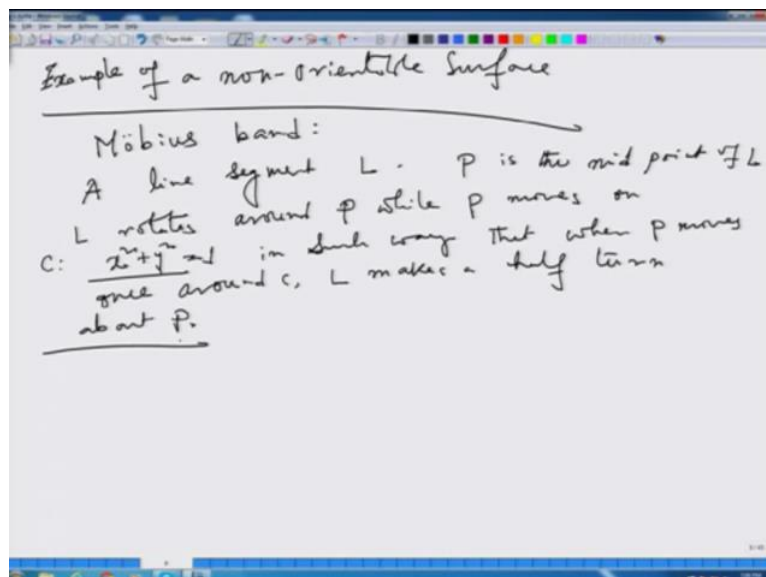 Example of a non-orientable Surface
Möbius band:
A line segment L. P is the mid point of L
L rotates around P while P moves on
C: x²+y²=1 in such way that when P moves
once around C, L makes a half turn
about P.